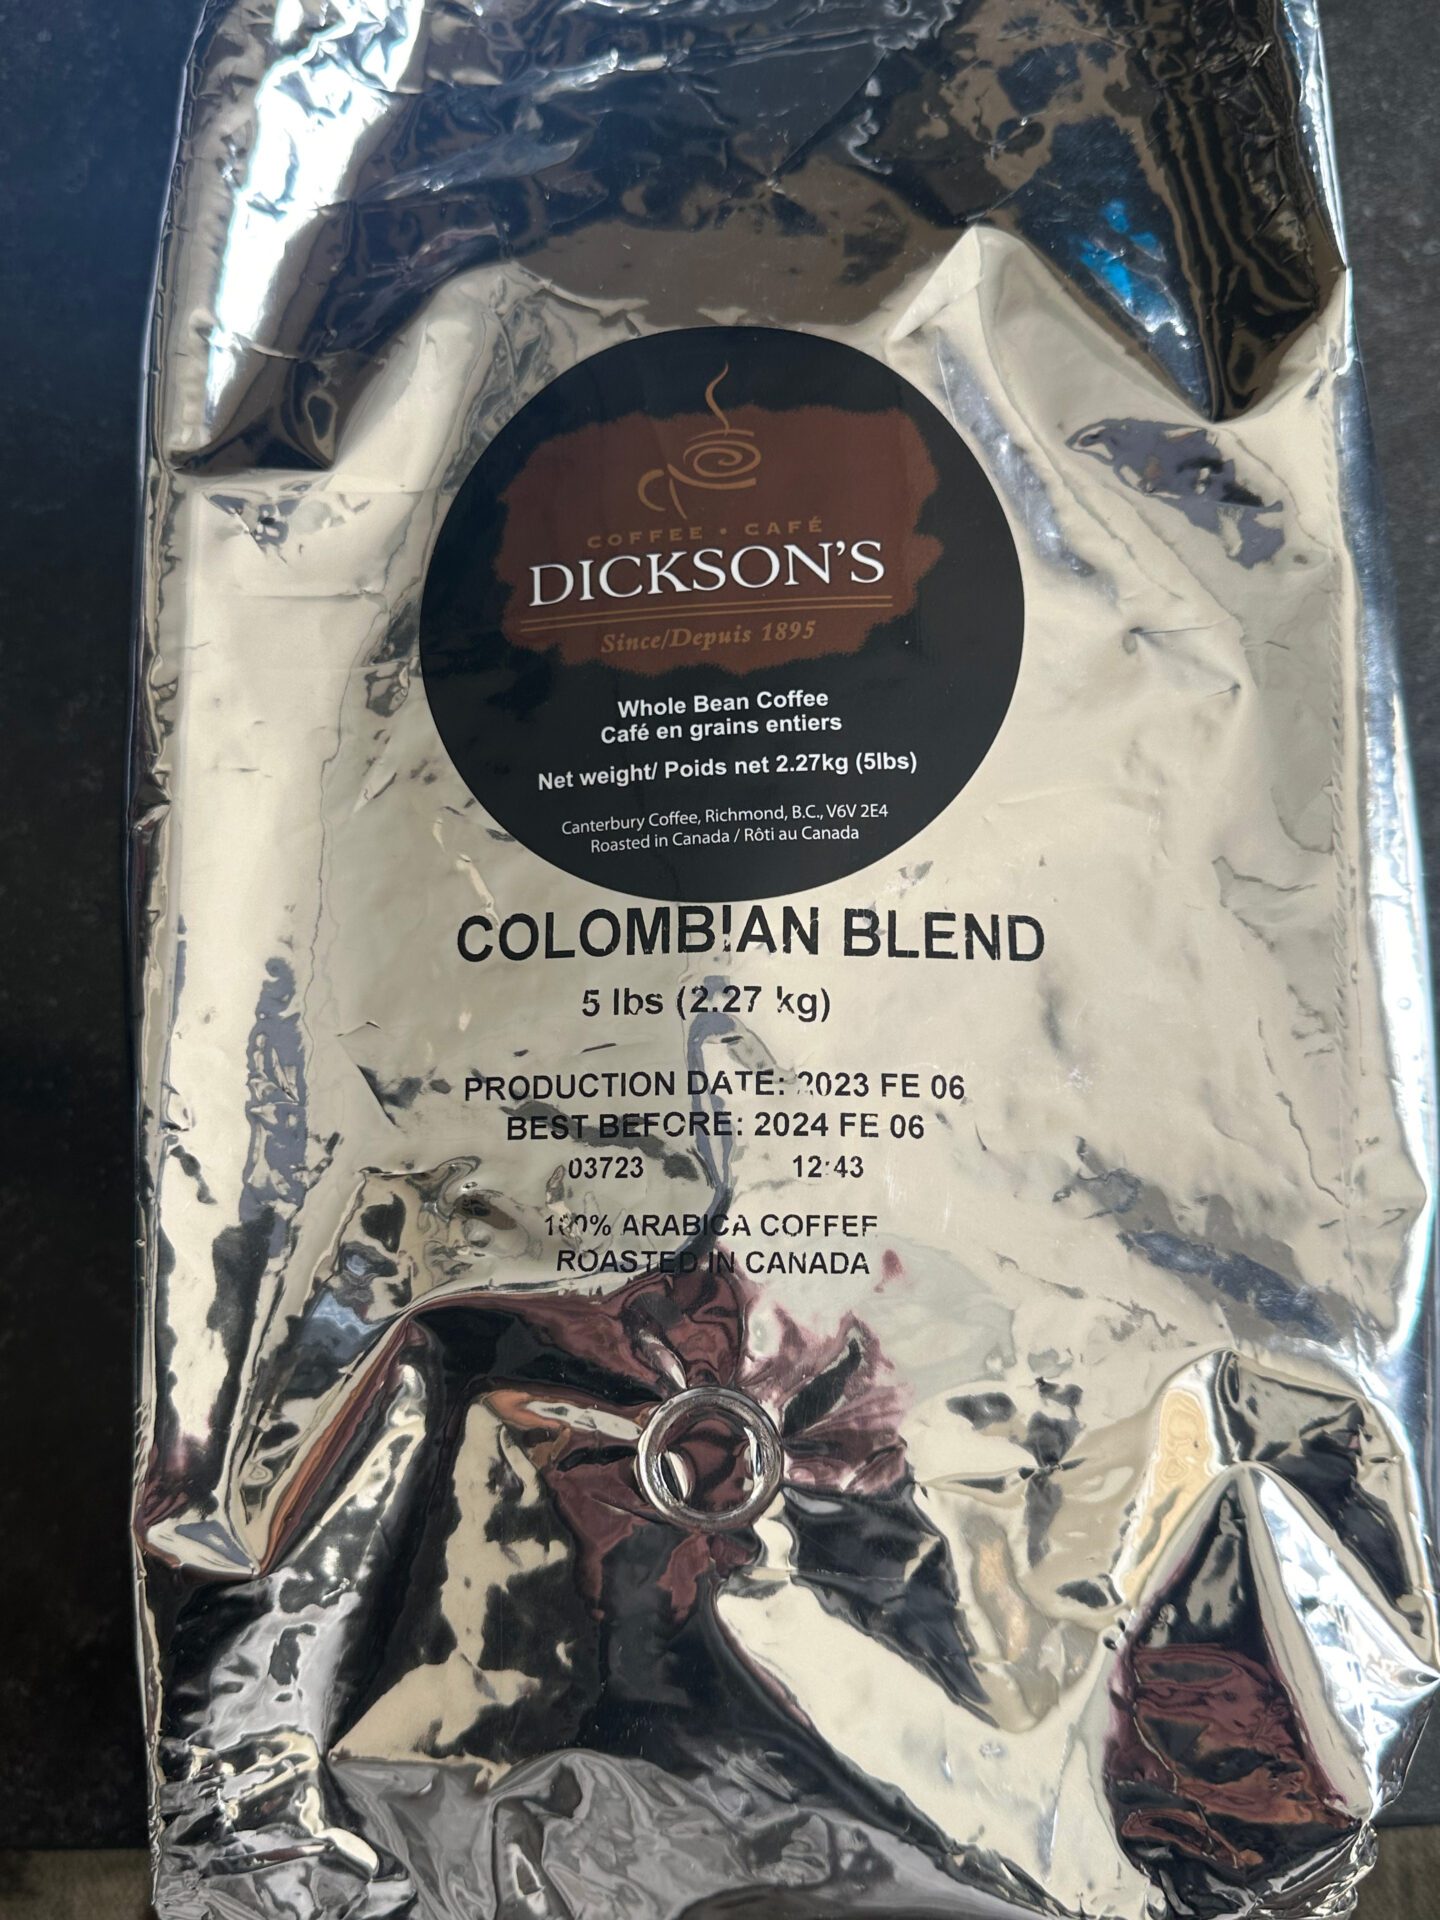 COFFEE • CAFÉ
DICKSON'S
Since/Depuis 1895
Whole Bean Coffee
Café en grains entiers
Net weight/ Poids net 2.27kg (5lbs)
Canterbury Coffee, Richmond, B.C., V6V 2E4
Roasted in Canada / Rôti au Canada
COLOMBIAN BLEND
5 lbs (2.27 kg)
PRODUCTION DATE: 2023 FE 06
BEST BEFORE: 2024 FE 06
03723 12:43
100% ARABICA COFFEE
ROASTED IN CANADA